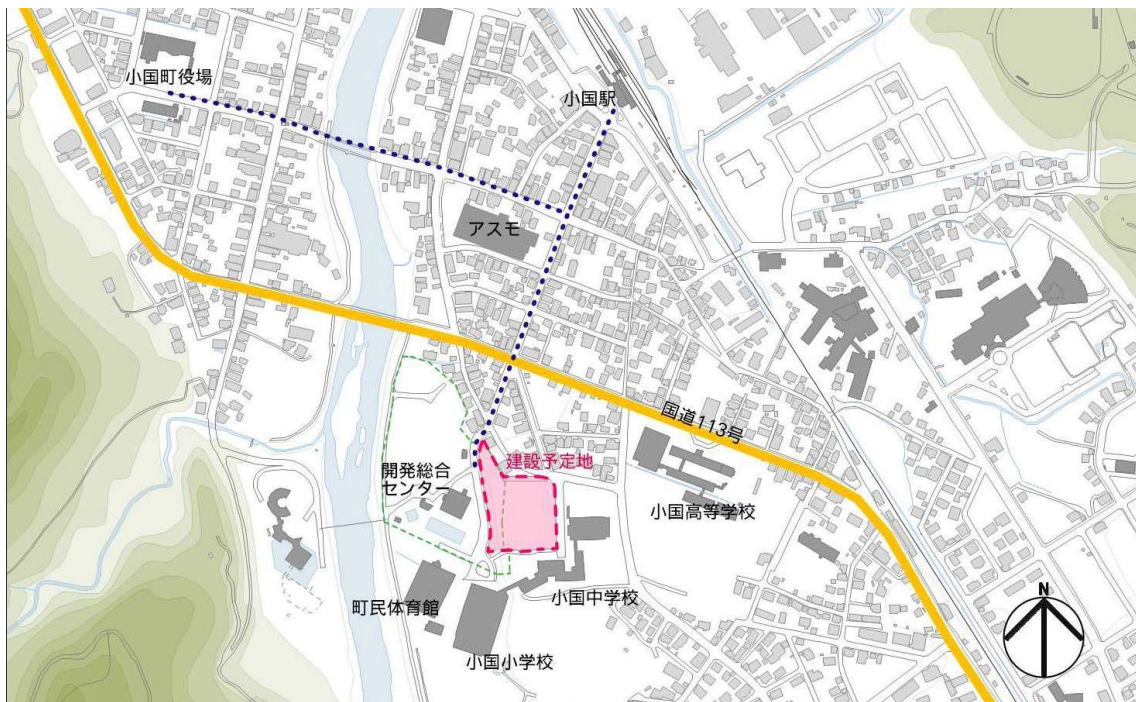 小国町役場
小国駅
アスモ
国道113号
建設予定地
開発総合
センター
小国高等学校
町民体育館
小国中学校
小国小学校
N